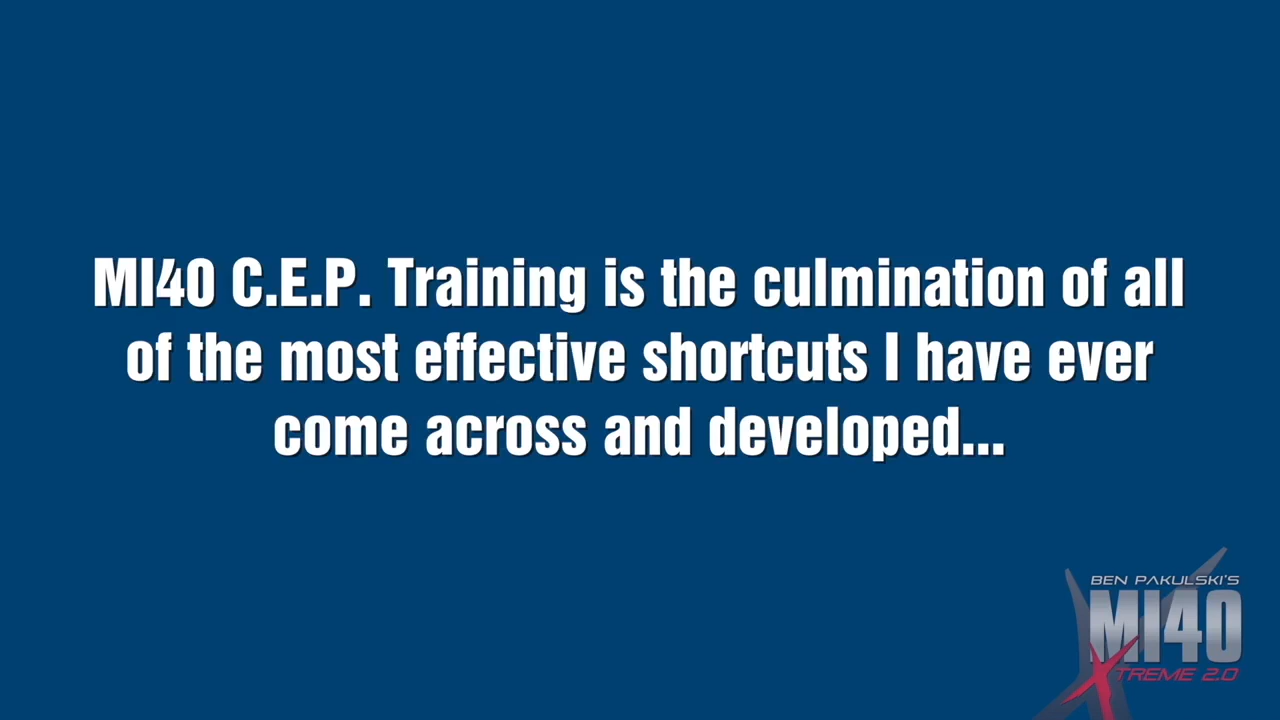 MI40 C.E.P. Training is the culmination of all
of the most effective shortcuts I have ever
come across and developed...
BEN PAKULSKI'S
MI40
XTREME 2.0